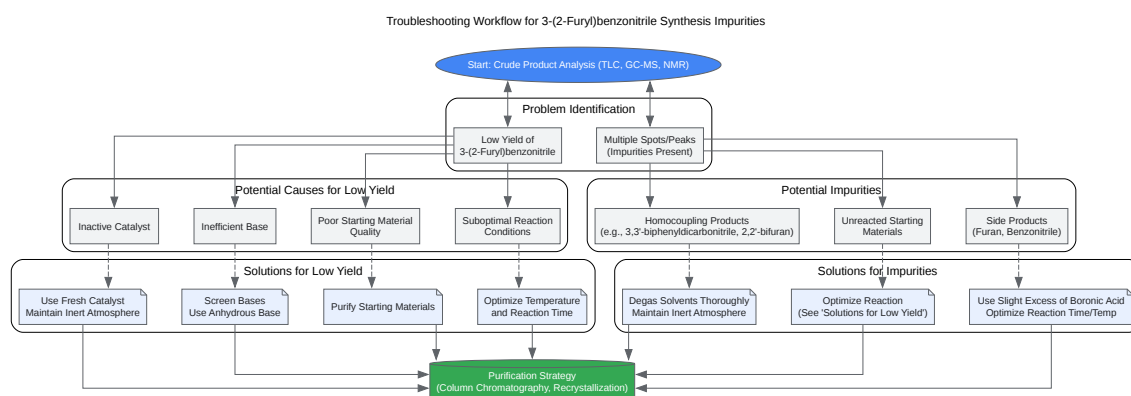 Troubleshooting Workflow for 3-(2-Furyl)benzonitrile Synthesis Impurities
Start: Crude Product Analysis (TLC, GC-MS, NMR)
Problem Identification
Low Yield of
3-(2-Furyl)benzonitrile
Multiple Spots/Peaks
(Impurities Present)
Potential Causes for Low Yield
Inactive Catalyst
Inefficient Base
Poor Starting Material
Quality
Suboptimal Reaction
Conditions
Potential Impurities
Homocoupling Products
(e.g., 3,3'-biphenyldicarbonitrile, 2,2'-bifuran)
Unreacted Starting
Materials
Side Products
(Furan, Benzonitrile)
Solutions for Low Yield
Use Fresh Catalyst
Maintain Inert Atmosphere
Screen Bases
Use Anhydrous Base
Purify Starting Materials
Optimize Temperature
and Reaction Time
Solutions for Impurities
Degas Solvents Thoroughly
Maintain Inert Atmosphere
Optimize Reaction
(See 'Solutions for Low Yield')
Use Slight Excess of Boronic Acid
Optimize Reaction Time/Temp
Purification Strategy
(Column Chromatography, Recrystallization)